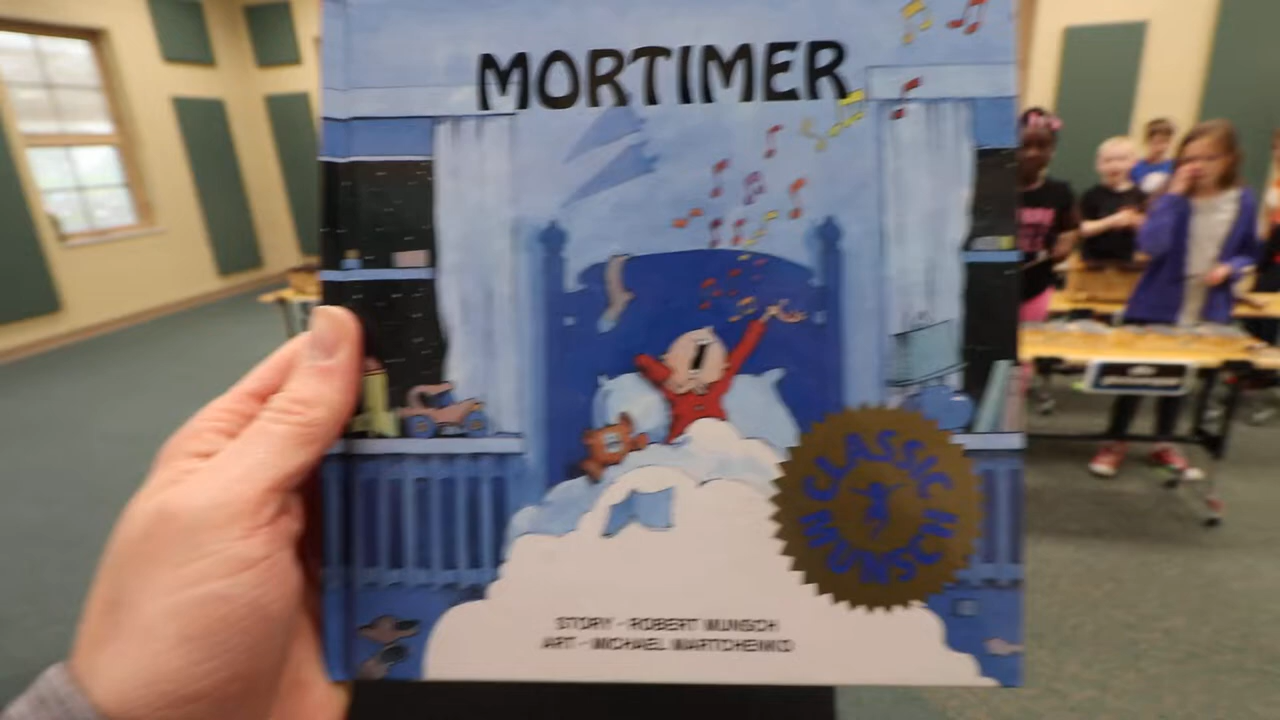 MORTIMER
CLASSIC
MUNSCH
STORY - ROBERT MUNSCH
ART - MICHAEL MARTCHENKO